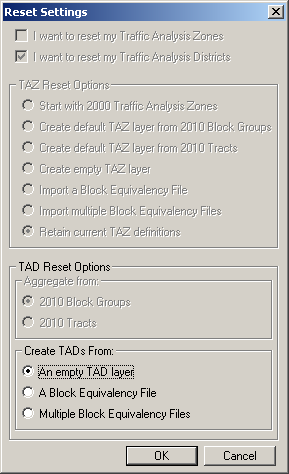 Reset Settings
I want to reset my Traffic Analysis Zones
I want to reset my Traffic Analysis Districts
TAZ Reset Options
Start with 2000 Traffic Analysis Zones
Create default TAZ layer from 2010 Block Groups
Create default TAZ layer from 2010 Tracts
Create empty TAZ layer
Import a Block Equivalency File
Import multiple Block Equivalency Files
Retain current TAZ definitions
TAD Reset Options
Aggregate from:
2010 Block Groups
2010 Tracts
Create TADs From:
An empty TAD layer
A Block Equivalency File
Multiple Block Equivalency Files
OK Cancel